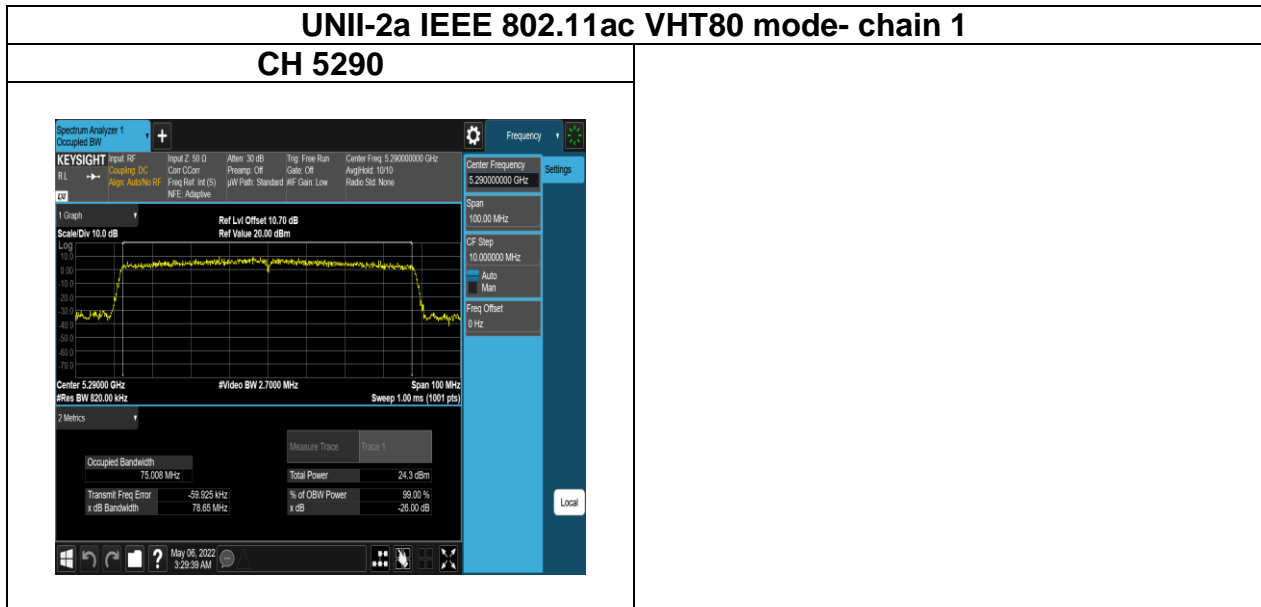 UNII-2a IEEE 802.11ac VHT80 mode- chain 1
CH 5290
Spectrum Analyzer 1
Occupied BW
Frequency
KEYSIGHT
RL
Input: RF
Coupling: DC
Align: Auto/No RF
Input Z: 50 Ω
Corr CCorr
Freq Ref: Int (S)
NFE: Adaptive
Atten: 30 dB
Preamp: Off
µW Path: Standard
Trig: Free Run
Gate: Off
#IF Gain: Low
Center Freq: 5.290000000 GHz
Avg|Hold: 10/10
Radio Std: None
Center Frequency
5.290000000 GHz
Settings
Span
100.00 MHz
CF Step
10.000000 MHz
Auto
Man
Freq Offset
0 Hz
1 Graph
Scale/Div 10.0 dB
Ref Lvl Offset 10.70 dB
Ref Value 20.00 dBm
Log
10.0
0.00
-10.0
-20.0
-30.0
-40.0
-50.0
-60.0
-70.0
Center 5.29000 GHz
#Video BW 2.7000 MHz
Span 100 MHz
#Res BW 820.00 kHz
Sweep 1.00 ms (1001 pts)
2 Metrics
Measure Trace
Trace 1
Occupied Bandwidth
75.008 MHz
Total Power
24.3 dBm
Transmit Freq Error
-59.925 kHz
% of OBW Power
99.00 %
x dB Bandwidth
78.65 MHz
x dB
-26.00 dB
Local
?
May 06, 2022
3:29:39 AM